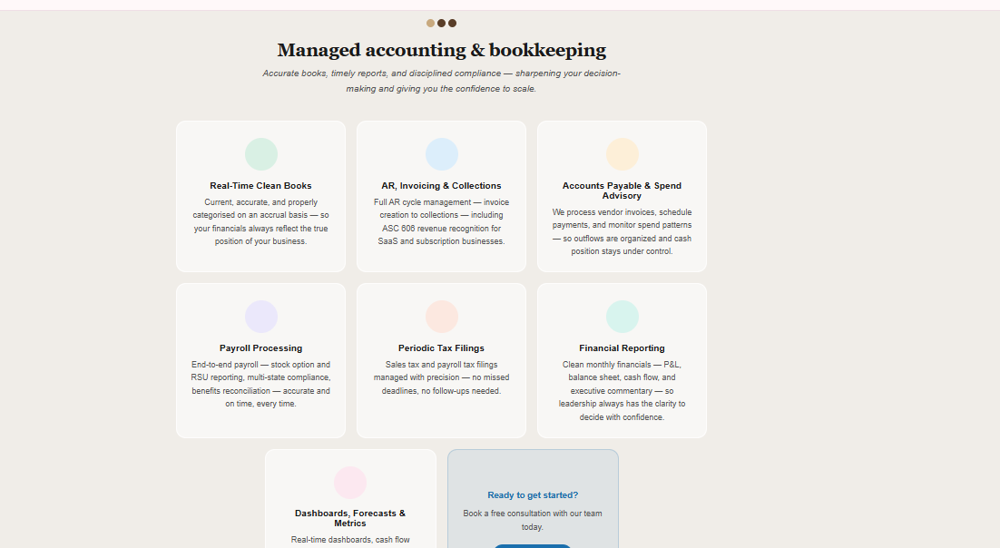 Managed accounting & bookkeeping
Accurate books, timely reports, and disciplined compliance — sharpening your decision-
making and giving you the confidence to scale.
Real-Time Clean Books
Current, accurate, and properly
categorised on an accrual basis — so
your financials always reflect the true
position of your business.
AR, Invoicing & Collections
Full AR cycle management — invoice
creation to collections — including
ASC 606 revenue recognition for
SaaS and subscription businesses.
Accounts Payable & Spend
Advisory
We process vendor invoices, schedule
payments, and monitor spend patterns
— so outflows are organized and cash
position stays under control.
Payroll Processing
End-to-end payroll — stock option and
RSU reporting, multi-state compliance,
benefits reconciliation — accurate and
on time, every time.
Periodic Tax Filings
Sales tax and payroll tax filings
managed with precision — no missed
deadlines, no follow-ups needed.
Financial Reporting
Clean monthly financials — P&L,
balance sheet, cash flow, and
executive commentary — so
leadership always has the clarity to
decide with confidence.
Dashboards, Forecasts &
Metrics
Real-time dashboards, cash flow
Ready to get started?
Book a free consultation with our team
today.